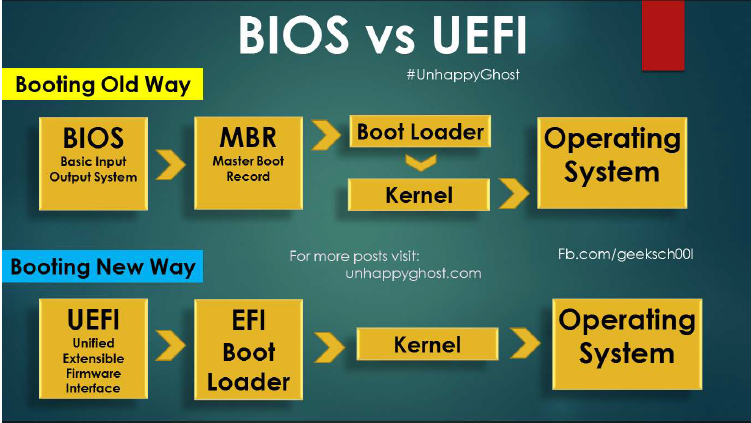 BIOS vs UEFI
#UnhappyGhost
Booting Old Way
BIOS
Basic Input
Output System
MBR
Master Boot
Record
Boot Loader
Kernel
Operating
System
Booting New Way
For more posts visit:
unhappyghost.com
Fb.com/geeksch00l
UEFI
Unified
Extensible
Firmware
Interface
EFI
Boot
Loader
Kernel
Operating
System